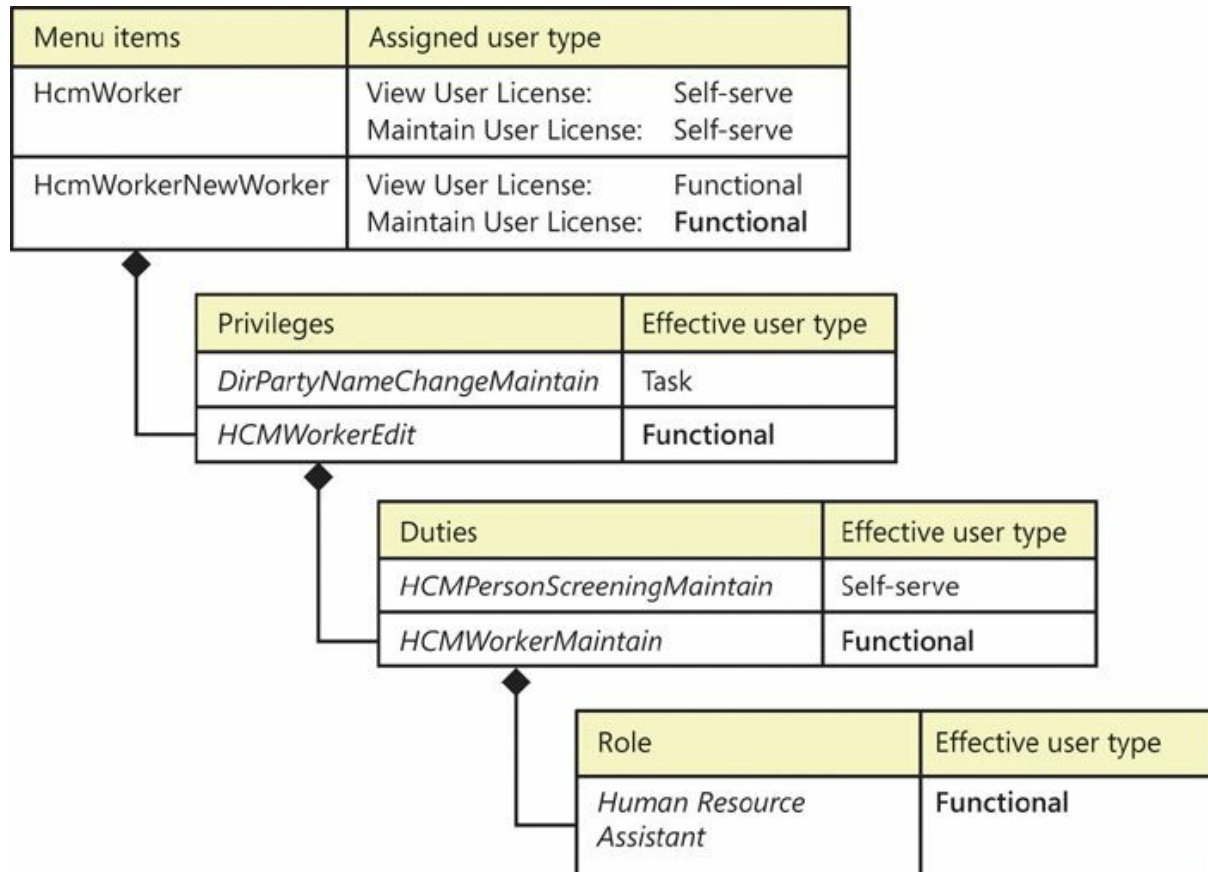 Menu items Assigned user type
HcmWorker View User License: Self-serve
Maintain User License: Self-serve
HcmWorkerNewWorker View User License: Functional
Maintain User License: Functional
Privileges Effective user type
DirPartyNameChangeMaintain Task
HCMWorkerEdit Functional
Duties Effective user type
HCMPersonScreeningMaintain Self-serve
HCMWorkerMaintain Functional
Role Effective user type
Human Resource Functional
Assistant